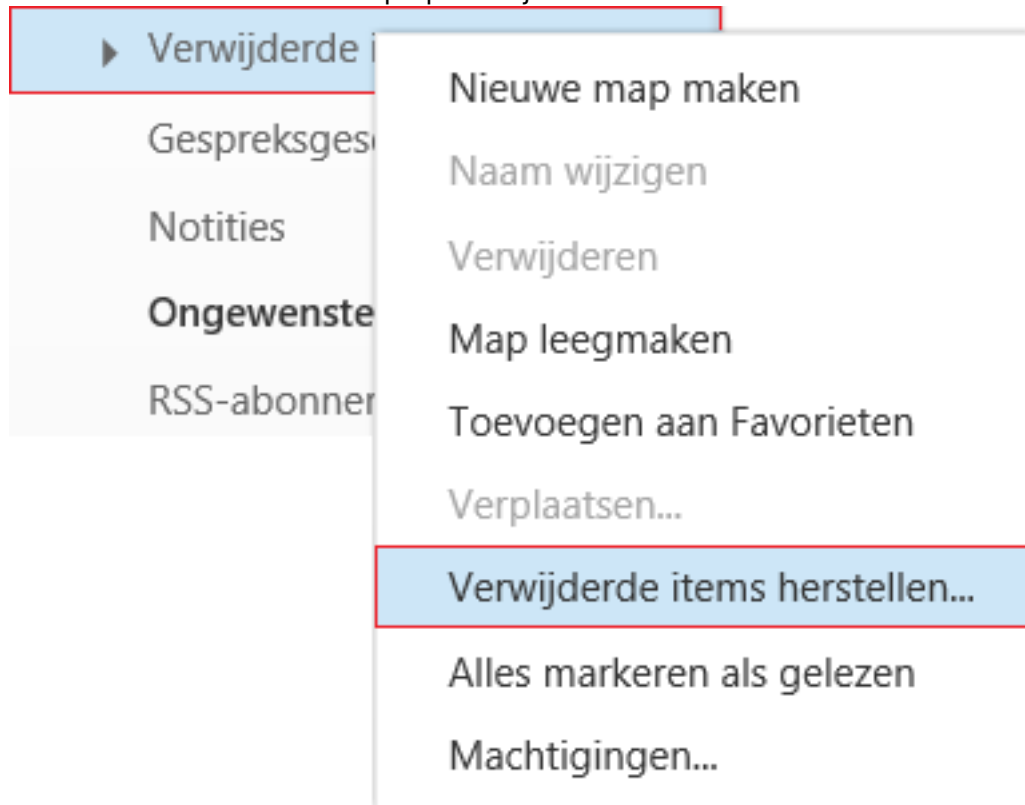 Verwijderde
Gespreksges
Notities
Ongewenste
RSS-abonne
Nieuwe map maken
Naam wijzigen
Verwijderen
Map leegmaken
Toevoegen aan Favorieten
Verplaatsen...
Verwijderde items herstellen...
Alles markeren als gelezen
Machtigingen...